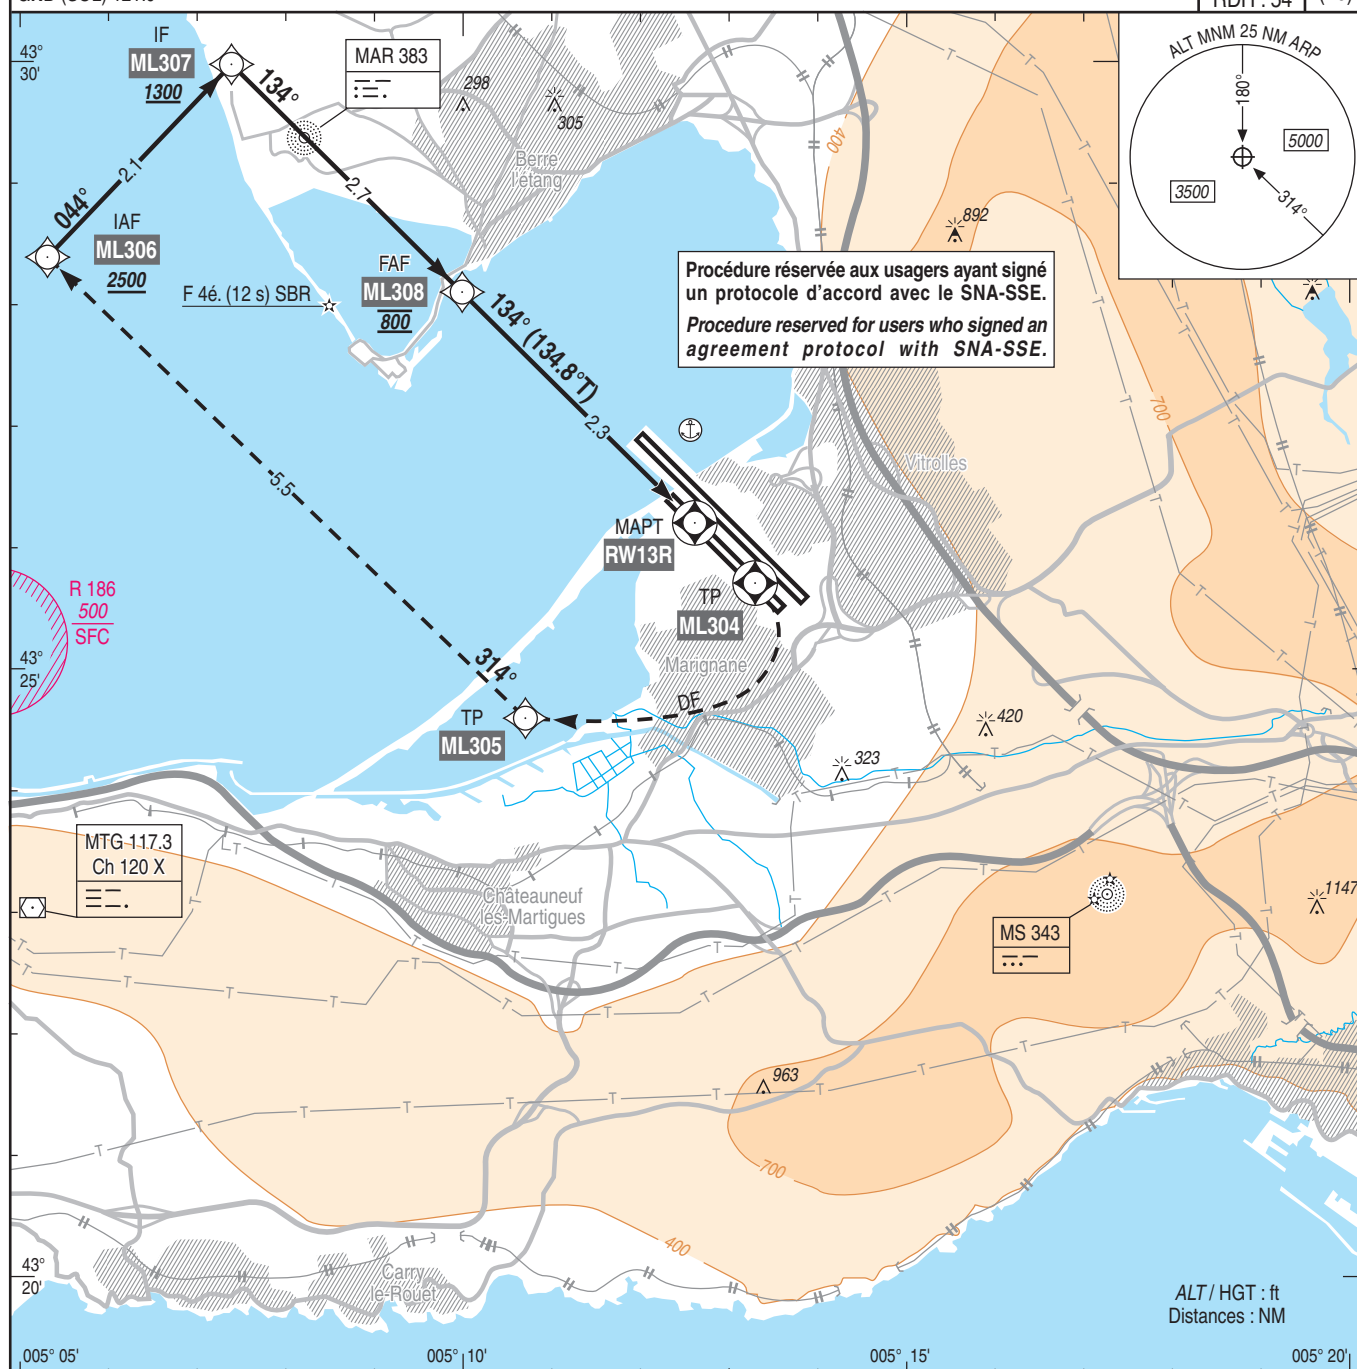 RDH : 54
43°
30'
IF
ML307
1300
134°
MAR 383
298
305
400
ALT MNM 25 NM ARP
180°
5000
3500
314°
Berre
l'étang
2.1
2.7
044°
IAF
ML306
2500
892
F 4é. (12 s) SBR
FAF
ML308
800
134° (134.8°T)
Procédure réservée aux usagers ayant signé
un protocole d'accord avec le SNA-SSE.
Procedure reserved for users who signed an
agreement protocol with SNA-SSE.
700
2.3
Vitrolles
5.5
MAPT
RW13R
R 186
500
SFC
TP
ML304
43°
25'
314°
Marignane
DF
TP
ML305
420
323
MTG 117.3
Ch 120 X
Châteauneuf
les-Martigues
1147
MS 343
963
700
400
43°
20'
Carry
le-Rouet
ALT / HGT : ft
Distances : NM
005° 05'
005° 10'
005° 15'
005° 20'